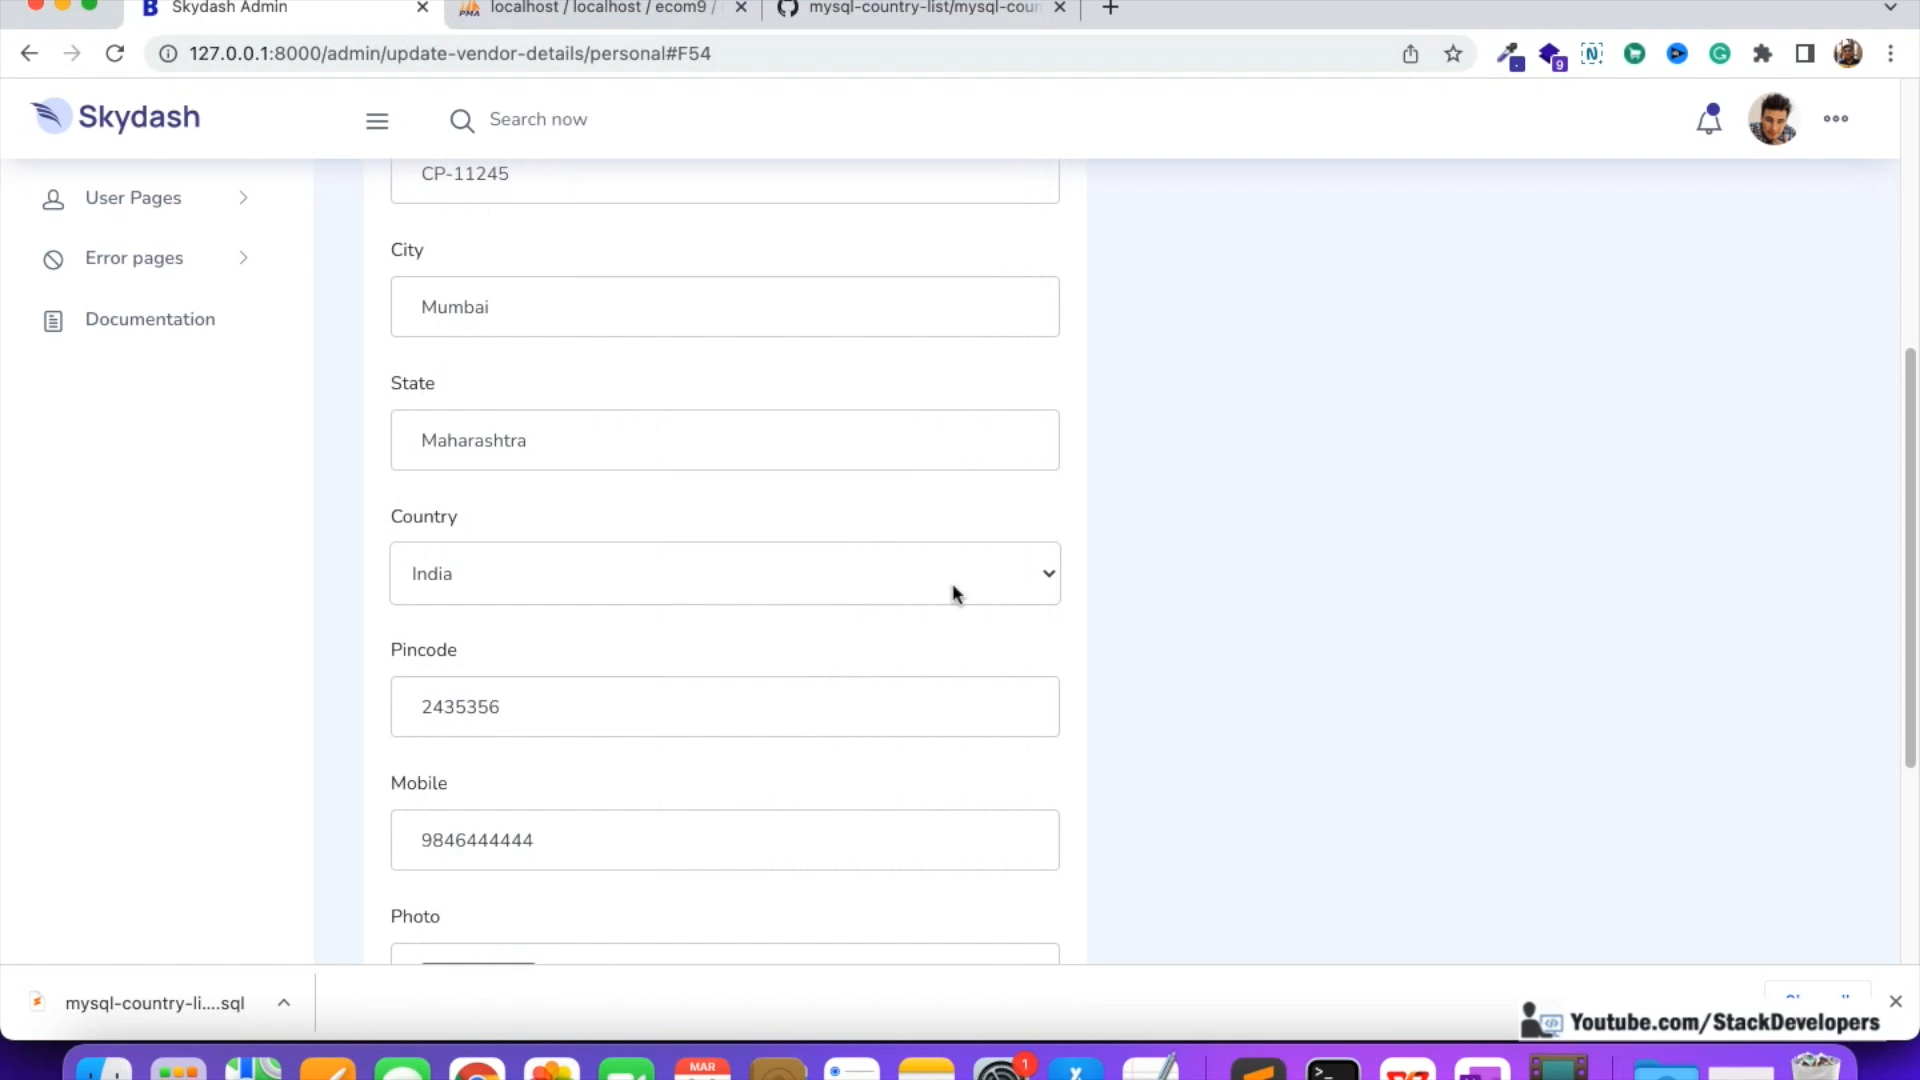 Skydash Admin
localhost / localhost / ecom9 /
mysql-country-list/mysql-coun
127.0.0.1:8000/admin/update-vendor-details/personal#F54
9
Skydash
Search now
CP-11245
User Pages
Error pages
Documentation
City
Mumbai
State
Maharashtra
Country
India
Pincode
2435356
Mobile
9846444444
Photo
mysql-country-li....sql
Youtube.com/StackDevelopers
MAR
1